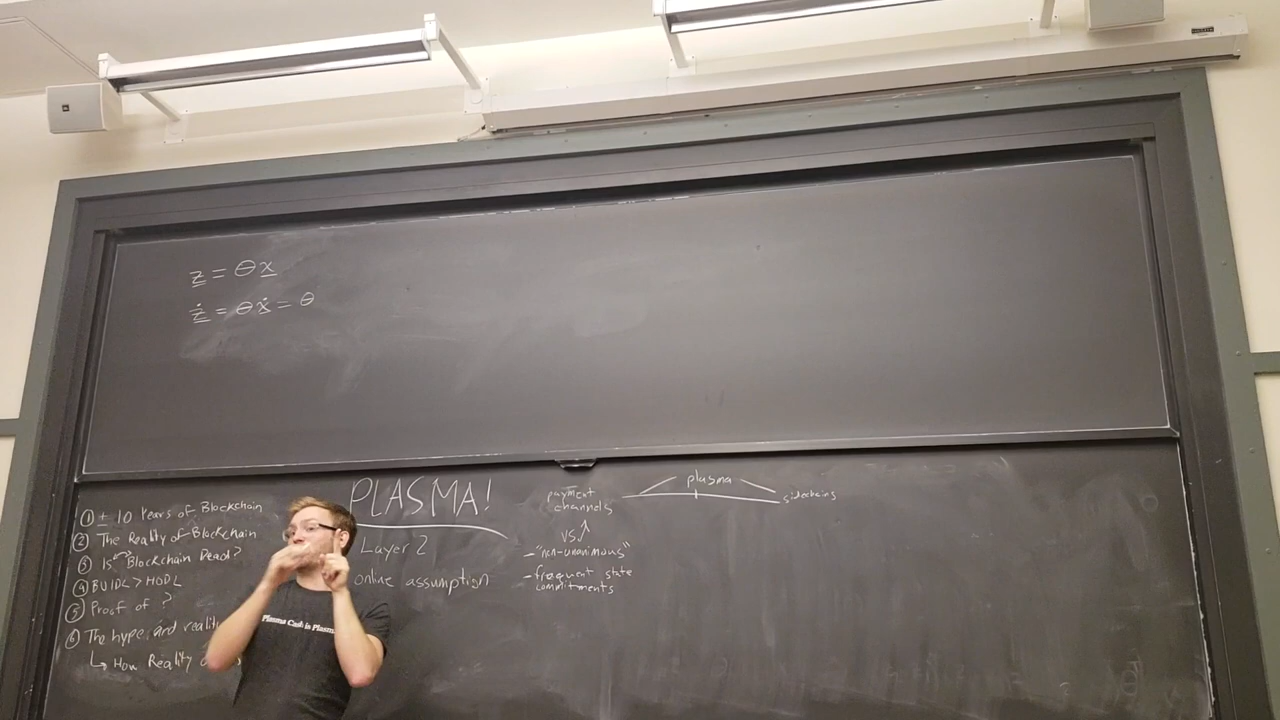 z = θx
ż = θẋ = θ
① ± 10 Years of Blockchain
② The Reality of Blockchain
③ Is Blockchain Dead?
④ BUIDL > HODL
⑤ Proof of ?
⑥ The hype and reality
↳ How Reality
PLASMA!
Layer 2
online assumption
payment
channels
plasma
sidechains
vs.
- "non-unanimous"
- frequent state
commitments
Plasma Cash is Plasm